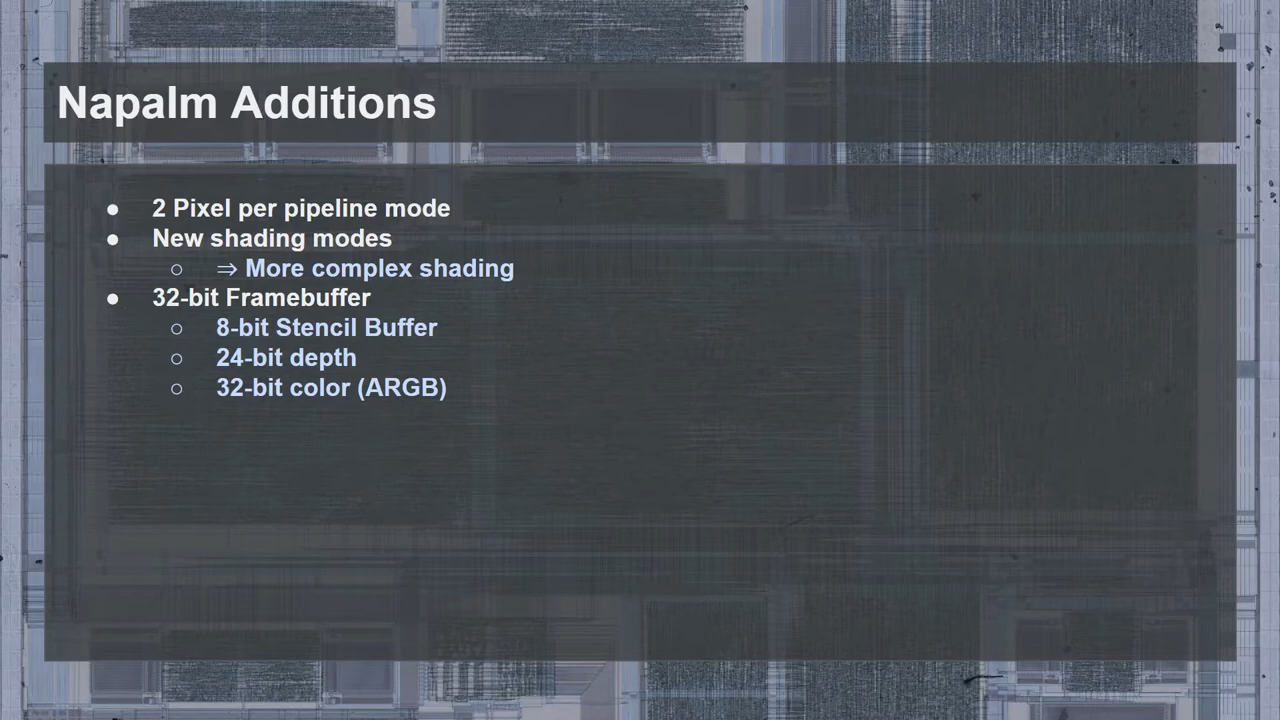 Napalm Additions
● 2 Pixel per pipeline mode
● New shading modes
○ ⇒ More complex shading
● 32-bit Framebuffer
○ 8-bit Stencil Buffer
○ 24-bit depth
○ 32-bit color (ARGB)